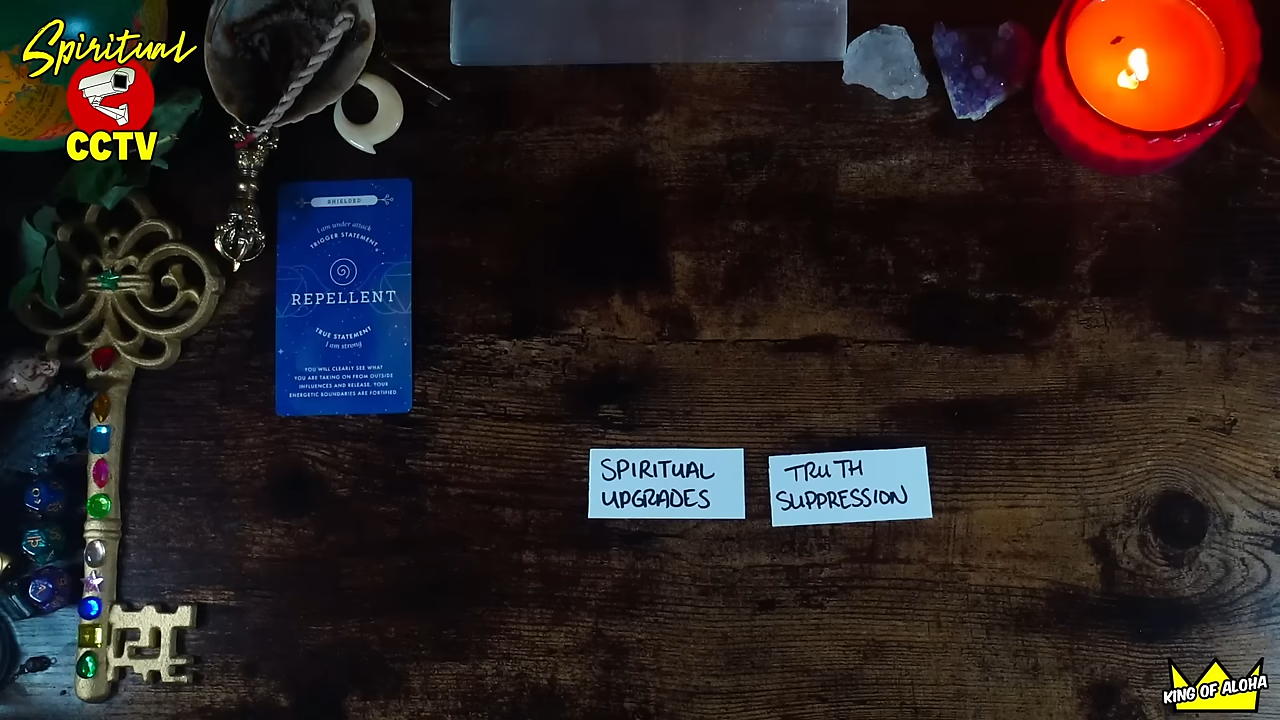 Spiritual
CCTV
SHIELDED
I am under attack
TRIGGER STATEMENT
REPELLENT
TRUE STATEMENT
I am strong
YOU WILL CLEARLY SEE WHAT
YOU ARE TAKING ON FROM OUTSIDE
INFLUENCES AND RELEASE. YOUR
ENERGETIC BOUNDARIES ARE FORTIFIED
SPIRITUAL
UPGRADES
TRUTH
SUPPRESSION
KING OF ALOHA